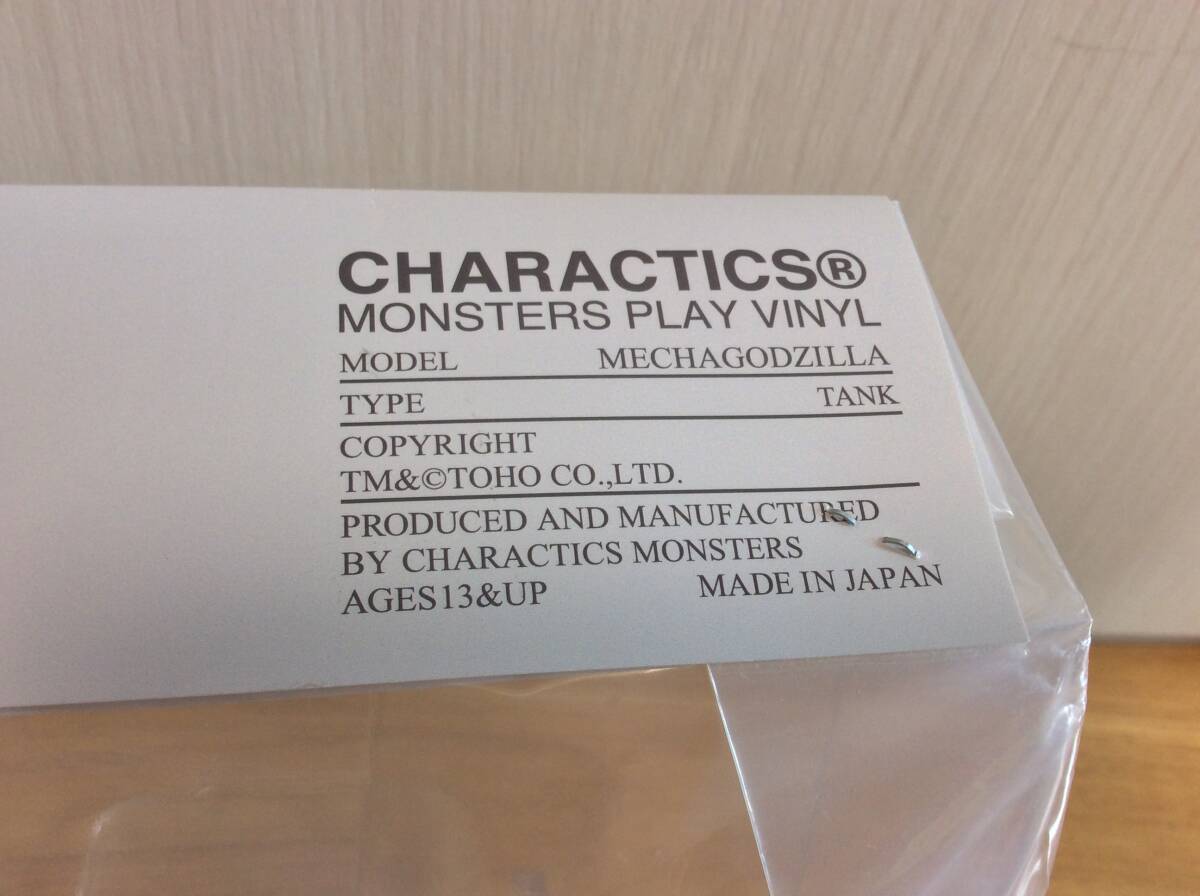 CHARACTICS®
MONSTERS PLAY VINYL
MODEL MECHAGODZILLA
TYPE TANK
COPYRIGHT
TM&©TOHO CO.,LTD.
PRODUCED AND MANUFACTURED
BY CHARACTICS MONSTERS
AGES13&UP MADE IN JAPAN